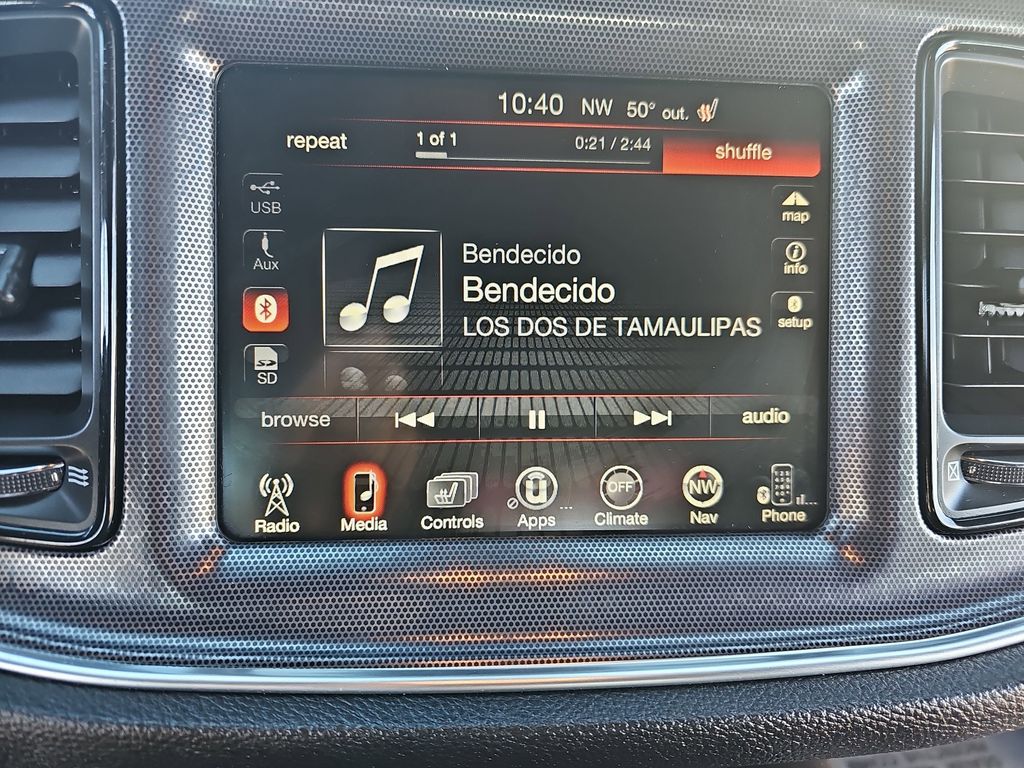 10:40 NW 50° out.
repeat 1 of 1 0:21 / 2:44 shuffle
USB
map
Aux
info
setup
SD
Bendecido
Bendecido
LOS DOS DE TAMAULIPAS
browse audio
OFF NW
Radio Media Controls Apps Climate Nav Phone